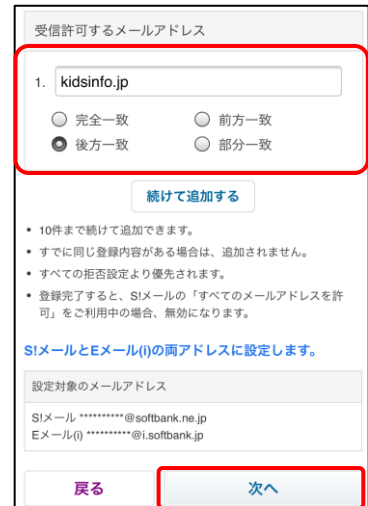 受信許可するメールアドレス
1. kidsinfo.jp
完全一致 前方一致
後方一致 部分一致
続けて追加する
• 10件まで続けて追加できます。
• すでに同じ登録内容がある場合は、追加されません。
• すべての拒否設定より優先されます。
• 登録完了すると、S!メールの「すべてのメールアドレスを許
可」をご利用中の場合、無効になります。
S!メールとEメール(i)の両アドレスに設定します。
設定対象のメールアドレス
S!メール **********@softbank.ne.jp
Eメール(i) **********@i.softbank.jp
戻る 次へ